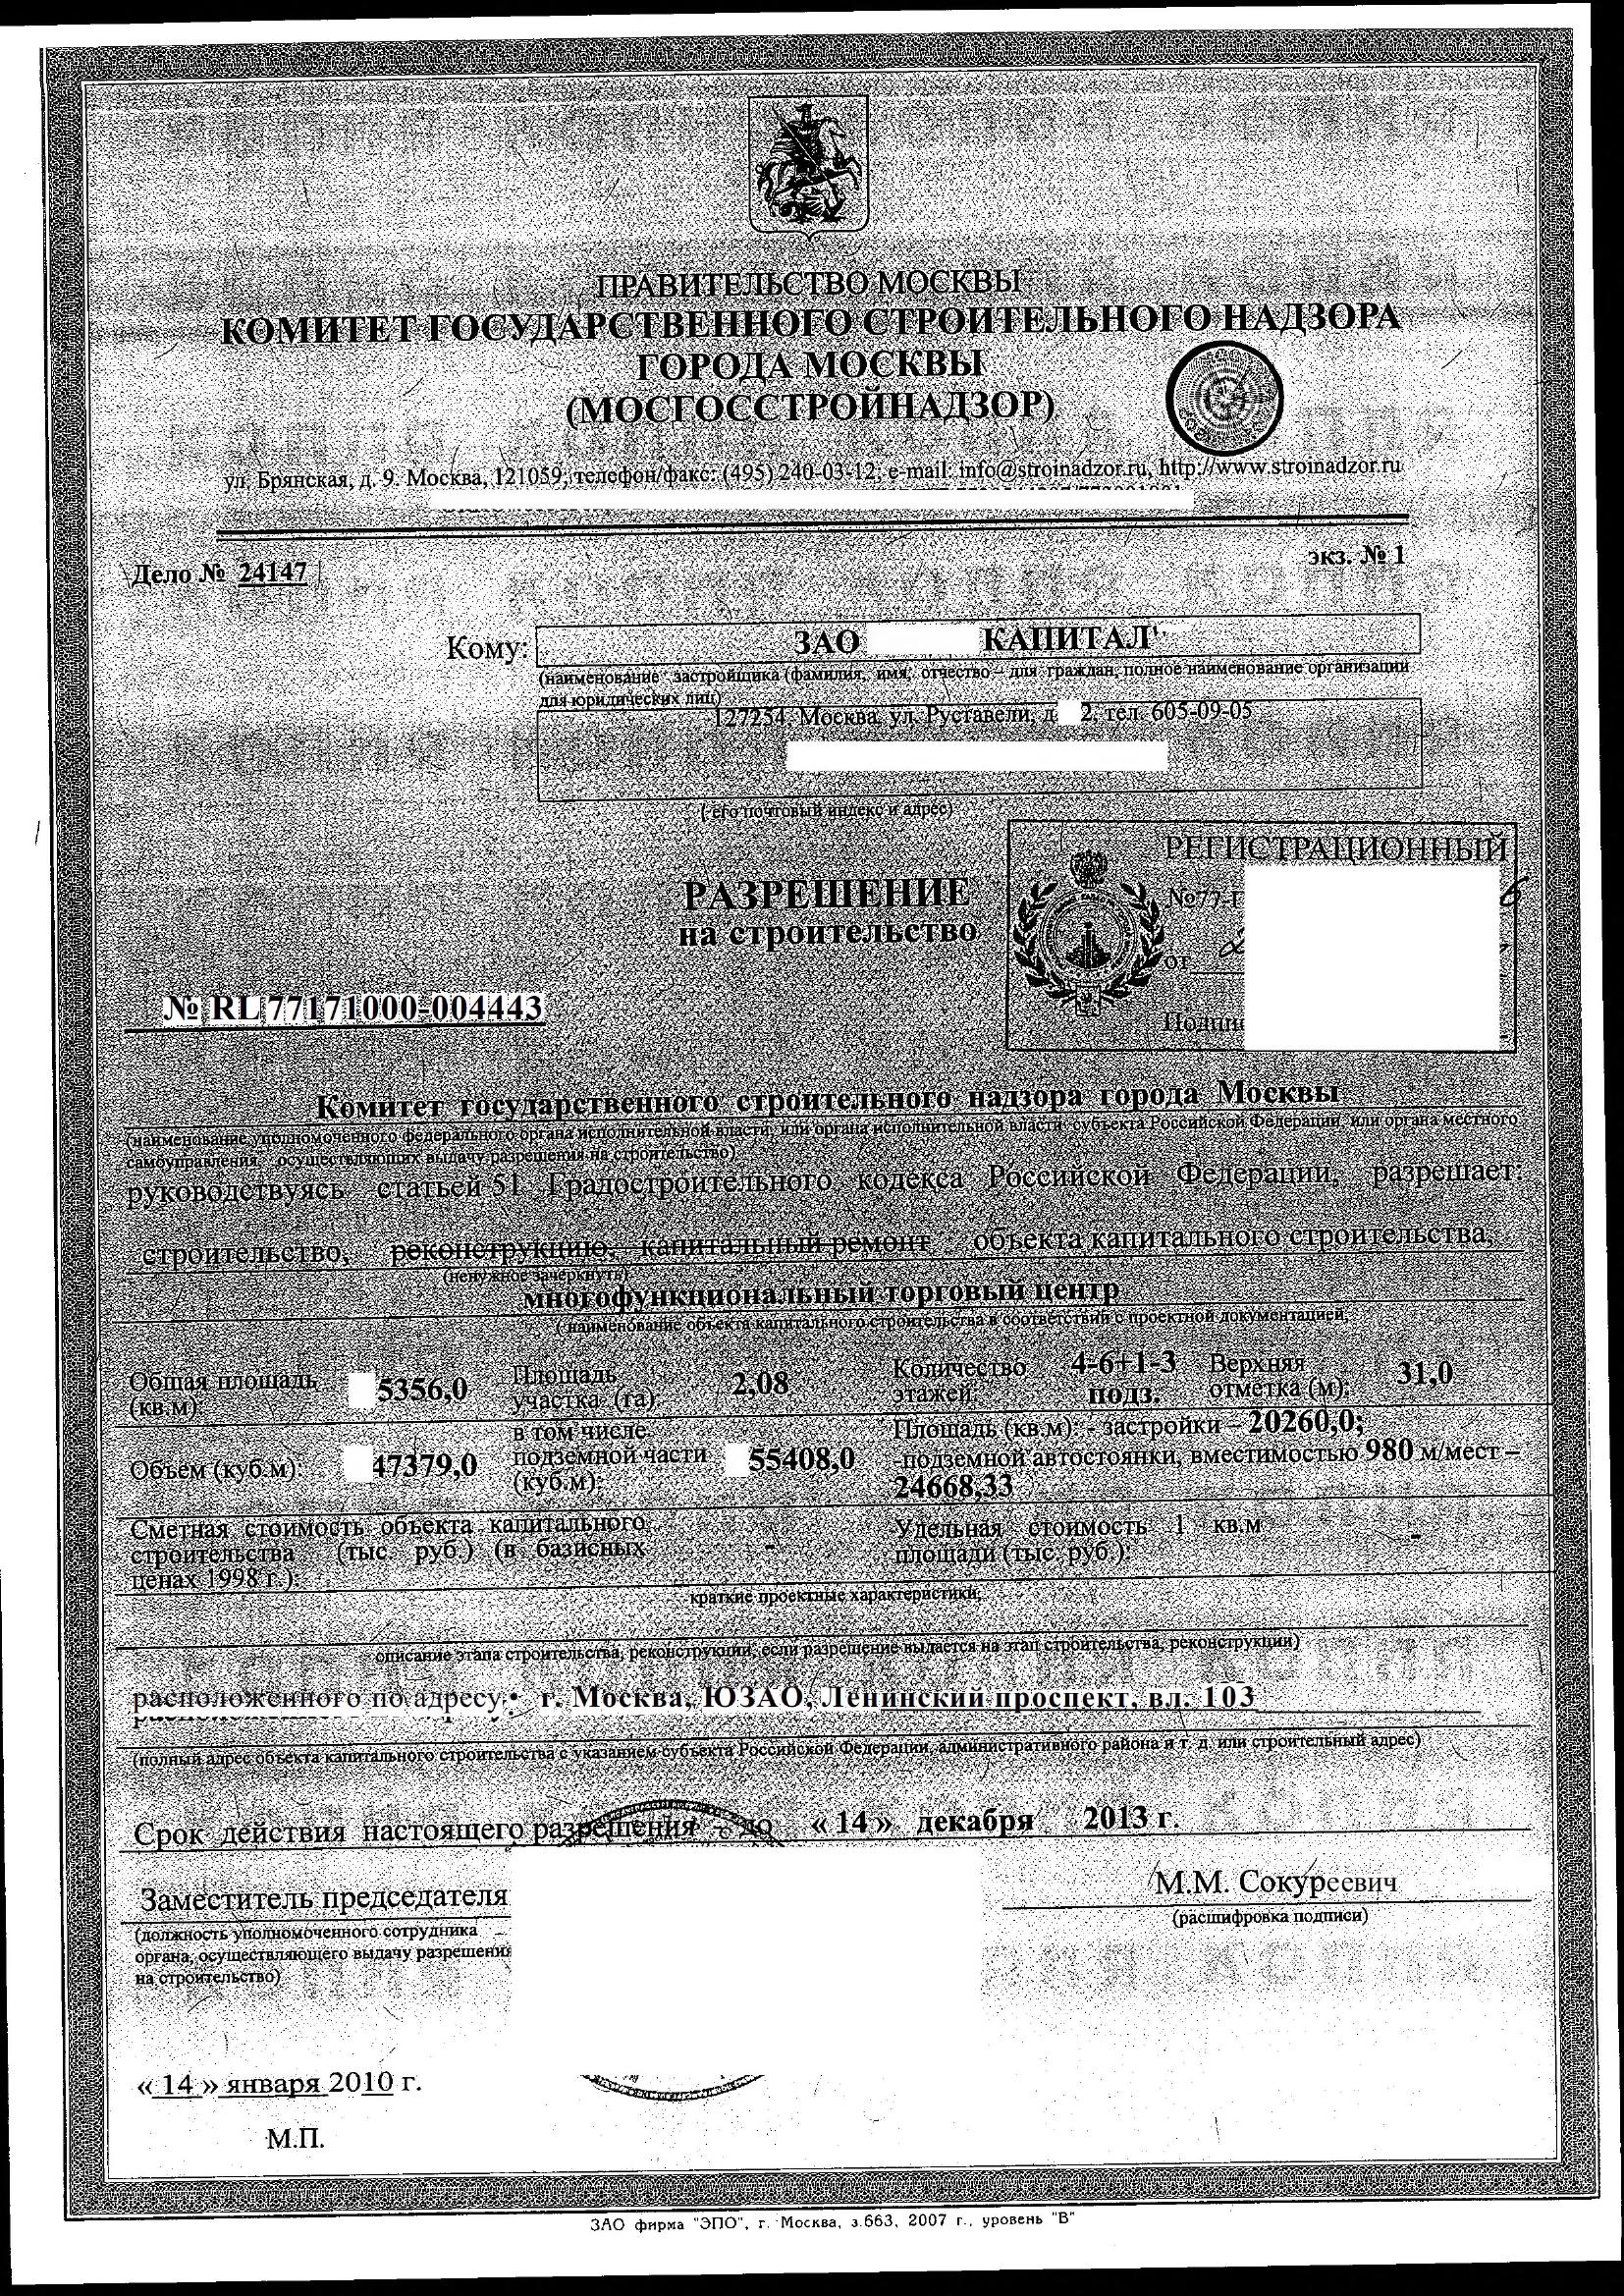 ПРАВИТЕЛЬСТВО МОСКВЫ
КОМИТЕТ ГОСУДАРСТВЕННОГО СТРОИТЕЛЬНОГО НАДЗОРА
ГОРОДА МОСКВЫ
(МОСГОССТРОЙНАДЗОР)
ул. Брянская, д. 9. Москва, 121059, телефон/факс: (495) 240-03-12, e-mail: info@stroinadzor.ru, http://www.stroinadzor.ru
Дело № 24147
экз. № 1
Кому:
ЗАО КАПИТАЛ"
(наименование застройщика (фамилия, имя, отчество – для граждан, полное наименование организации
для юридических лиц)
127254, Москва, ул. Руставели, д. 2, тел. 605-09-05
(его почтовый индекс и адрес)
РЕГИСТРАЦИОННЫЙ
№77-Г
от
РАЗРЕШЕНИЕ
на строительство
№ RL 77171000-004443
Комитет государственного строительного надзора города Москвы
(наименование уполномоченного федерального органа исполнительной власти, или органа исполнительной власти субъекта Российской Федерации, или органа местного
самоуправления, осуществляющих выдачу разрешения на строительство)
руководствуясь статьей 51 Градостроительного кодекса Российской Федерации, разрешает:
строительство, реконструкцию, капитальный ремонт объекта капитального строительства,
(ненужное зачеркнуть)
многофункциональный торговый центр
(наименование объекта капитального строительства в соответствий с проектной документацией,
Общая площадь (кв.м): 5356,0 Площадь участка (га): 2,08 Количество этажей: 4-6+1-3 подз. Верхняя отметка (м): 31,0
Объем (куб.м): 47379,0 в том числе подземной части (куб.м): 55408,0 Площадь (кв.м): - застройки – 20260,0;
-подземной автостоянки, вместимостью 980 м/мест –
24668,33
Сметная стоимость объекта капитального строительства (тыс. руб.) (в базисных ценах 1998 г.): - Удельная стоимость 1 кв.м площади (тыс. руб.): -
краткие проектные характеристики,
описание этапа строительства, реконструкции, если разрешение выдается на этап строительства, реконструкции)
расположенного по адресу: г. Москва, ЮЗАО, Ленинский проспект, вл. 103
(полный адрес объекта капитального строительства с указанием субъекта Российской Федерации, административного района и т. д. или строительный адрес)
Срок действия настоящего разрешения – до « 14 » декабря 2013 г.
Заместитель председателя
М.М. Сокуреевич
(должность уполномоченного сотрудника
органа, осуществляющего выдачу разрешения
на строительство)
(расшифровка подписи)
« 14 » января 2010 г.
М.П.
ЗАО фирма "ЭПО", г. Москва, з.663, 2007 г., уровень "В"